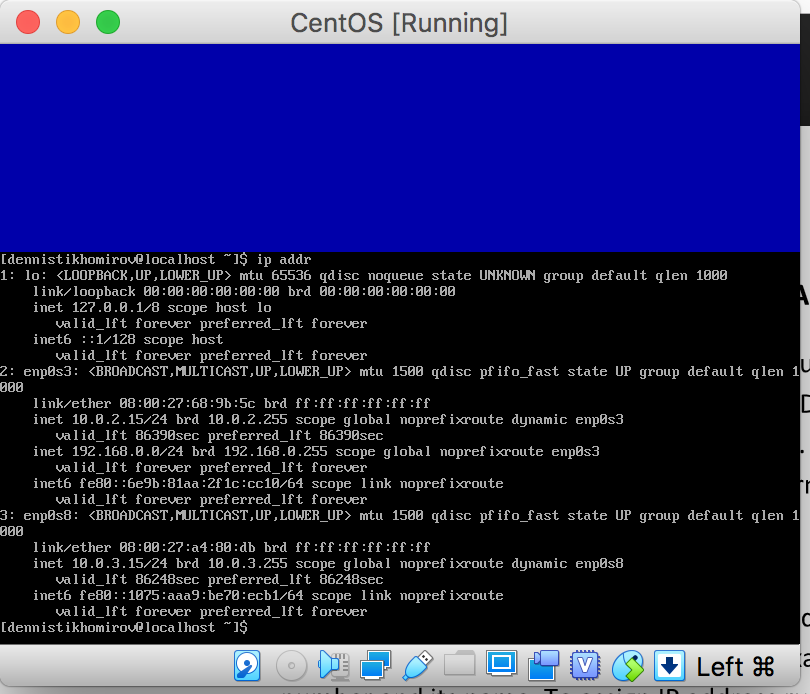 CentOS [Running]
[dennistikhomirov@localhost ~]$ ip addr
1: lo: <LOOPBACK,UP,LOWER_UP> mtu 65536 qdisc noqueue state UNKNOWN group default qlen 1000
link/loopback 00:00:00:00:00:00 brd 00:00:00:00:00:00
inet 127.0.0.1/8 scope host lo
valid_lft forever preferred_lft forever
inet6 ::1/128 scope host
valid_lft forever preferred_lft forever
2: enp0s3: <BROADCAST,MULTICAST,UP,LOWER_UP> mtu 1500 qdisc pfifo_fast state UP group default qlen 1
000
link/ether 08:00:27:68:9b:5c brd ff:ff:ff:ff:ff:ff
inet 10.0.2.15/24 brd 10.0.2.255 scope global noprefixroute dynamic enp0s3
valid_lft 86390sec preferred_lft 86390sec
inet 192.168.0.0/24 brd 192.168.0.255 scope global noprefixroute enp0s3
valid_lft forever preferred_lft forever
inet6 fe80::6e9b:81aa:2f1c:cc10/64 scope link noprefixroute
valid_lft forever preferred_lft forever
3: enp0s8: <BROADCAST,MULTICAST,UP,LOWER_UP> mtu 1500 qdisc pfifo_fast state UP group default qlen 1
000
link/ether 08:00:27:a4:80:db brd ff:ff:ff:ff:ff:ff
inet 10.0.3.15/24 brd 10.0.3.255 scope global noprefixroute dynamic enp0s8
valid_lft 86248sec preferred_lft 86248sec
inet6 fe80::1075:aaa9:be70:ecb1/64 scope link noprefixroute
valid_lft forever preferred_lft forever
[dennistikhomirov@localhost ~]$
Left ⌘